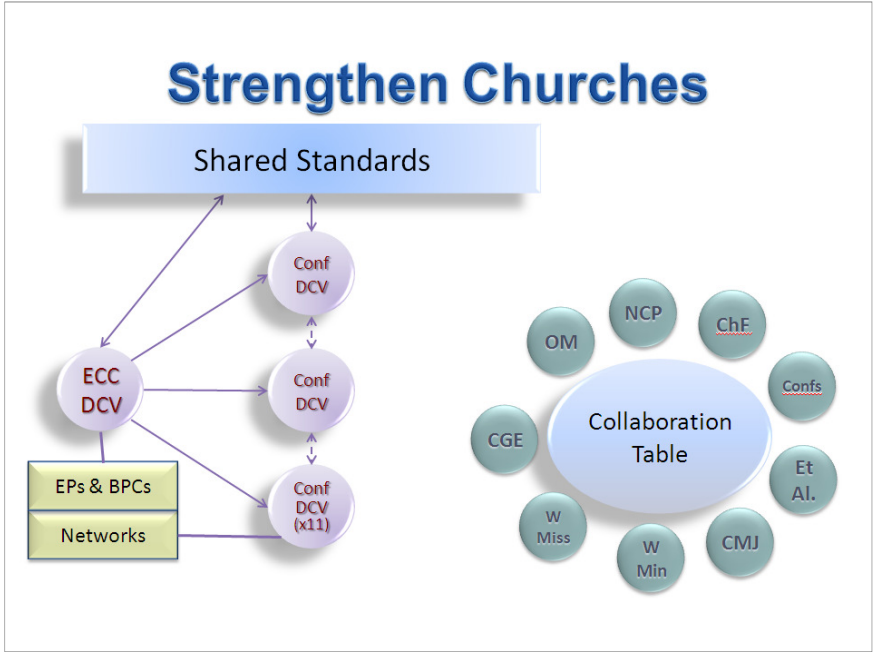 Strengthen Churches
Shared Standards
Conf
DCV
ECC
DCV
Conf
DCV
Conf
DCV
(x11)
EPs & BPCs
Networks
NCP
ChF
OM
Confs
Collaboration
Table
CGE
Et
Al.
W
Miss
W
Min
CMJ